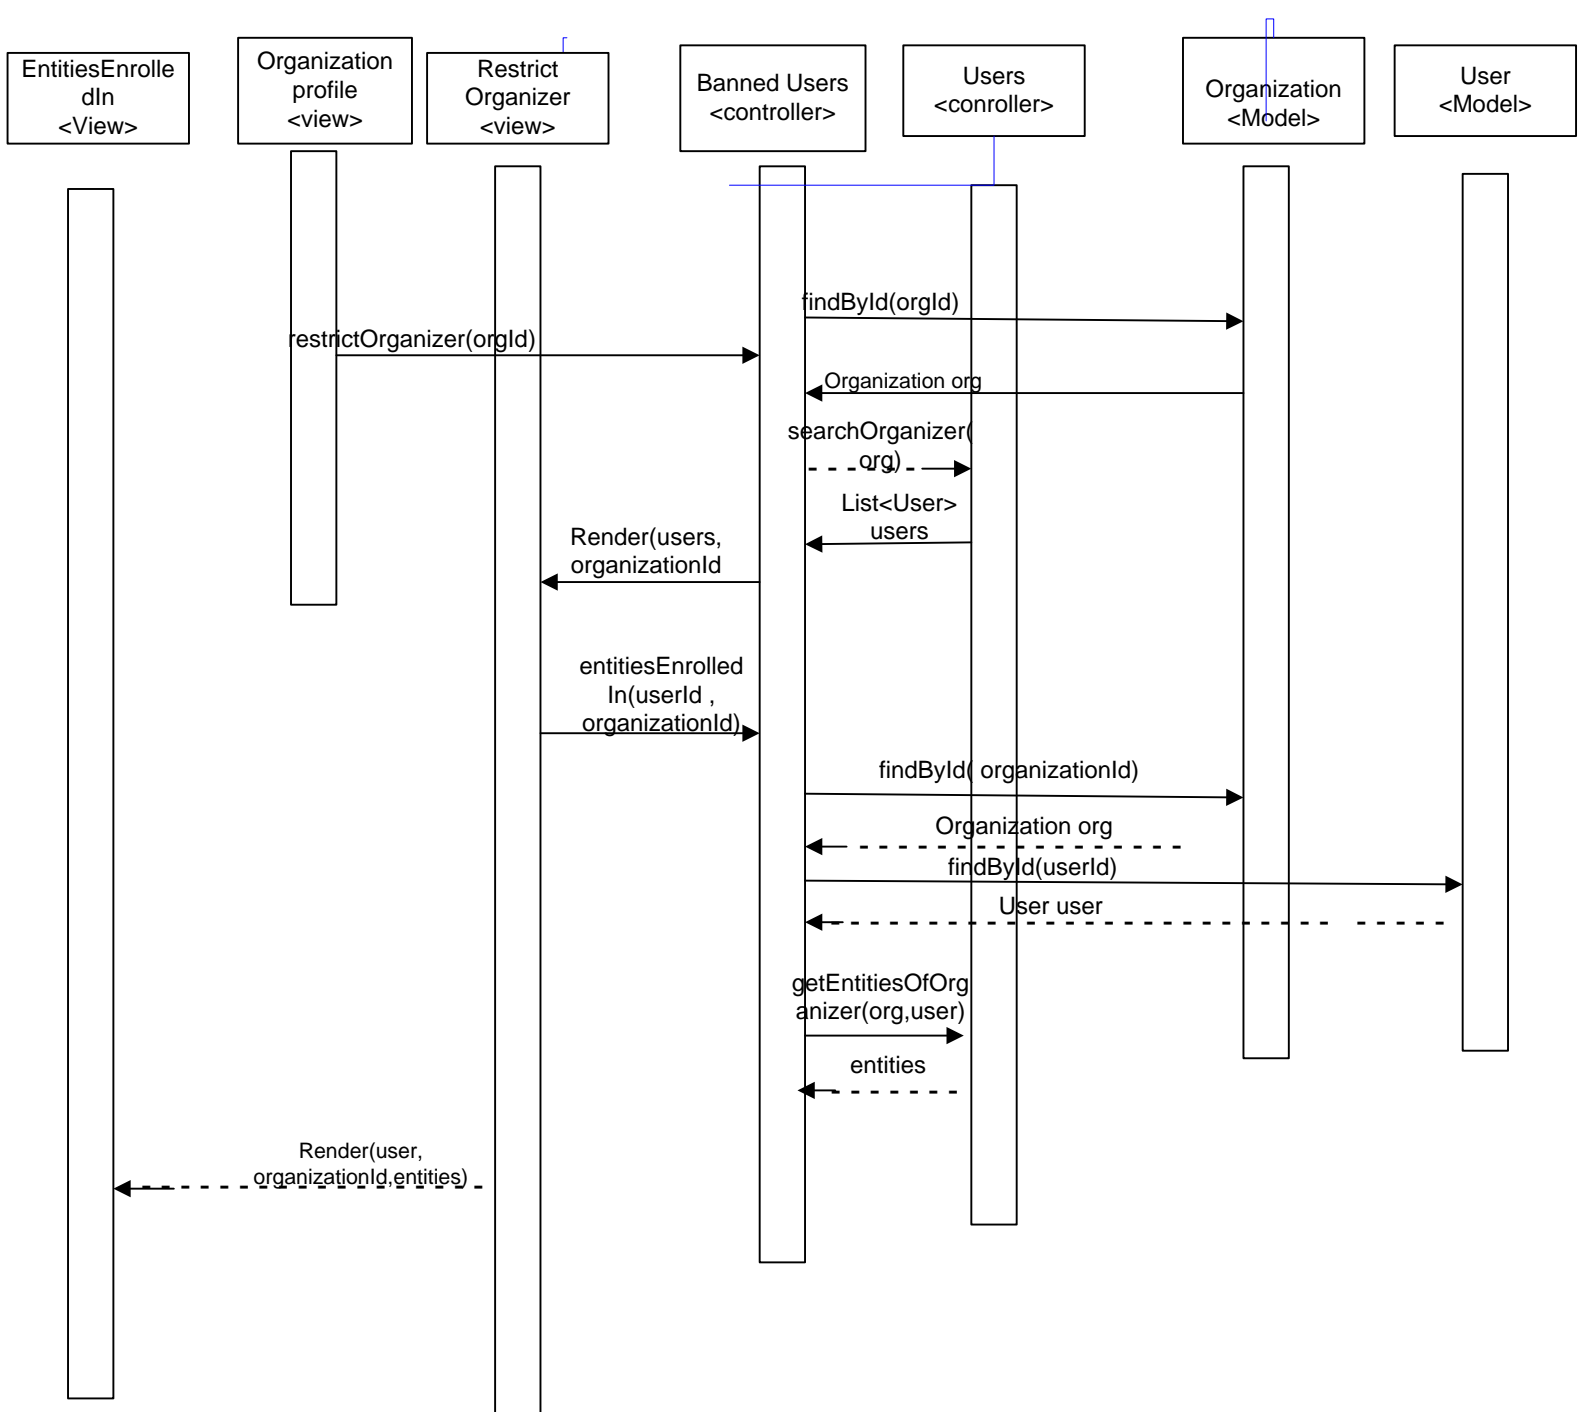 EntitiesEnrolle
dIn
<View>
Organization
profile
<view>
Restrict
Organizer
<view>
Banned Users
<controller>
Users
<conroller>
Organization
<Model>
User
<Model>
findById(orgId)
restrictOrganizer(orgId)
Organization org
searchOrganizer(
org)
List<User>
users
Render(users,
organizationId
entitiesEnrolled
In(userId ,
organizationId)
findById( organizationId)
Organization org
findById(userId)
User user
getEntitiesOfOrg
anizer(org,user)
entities
Render(user,
organizationId,entities)